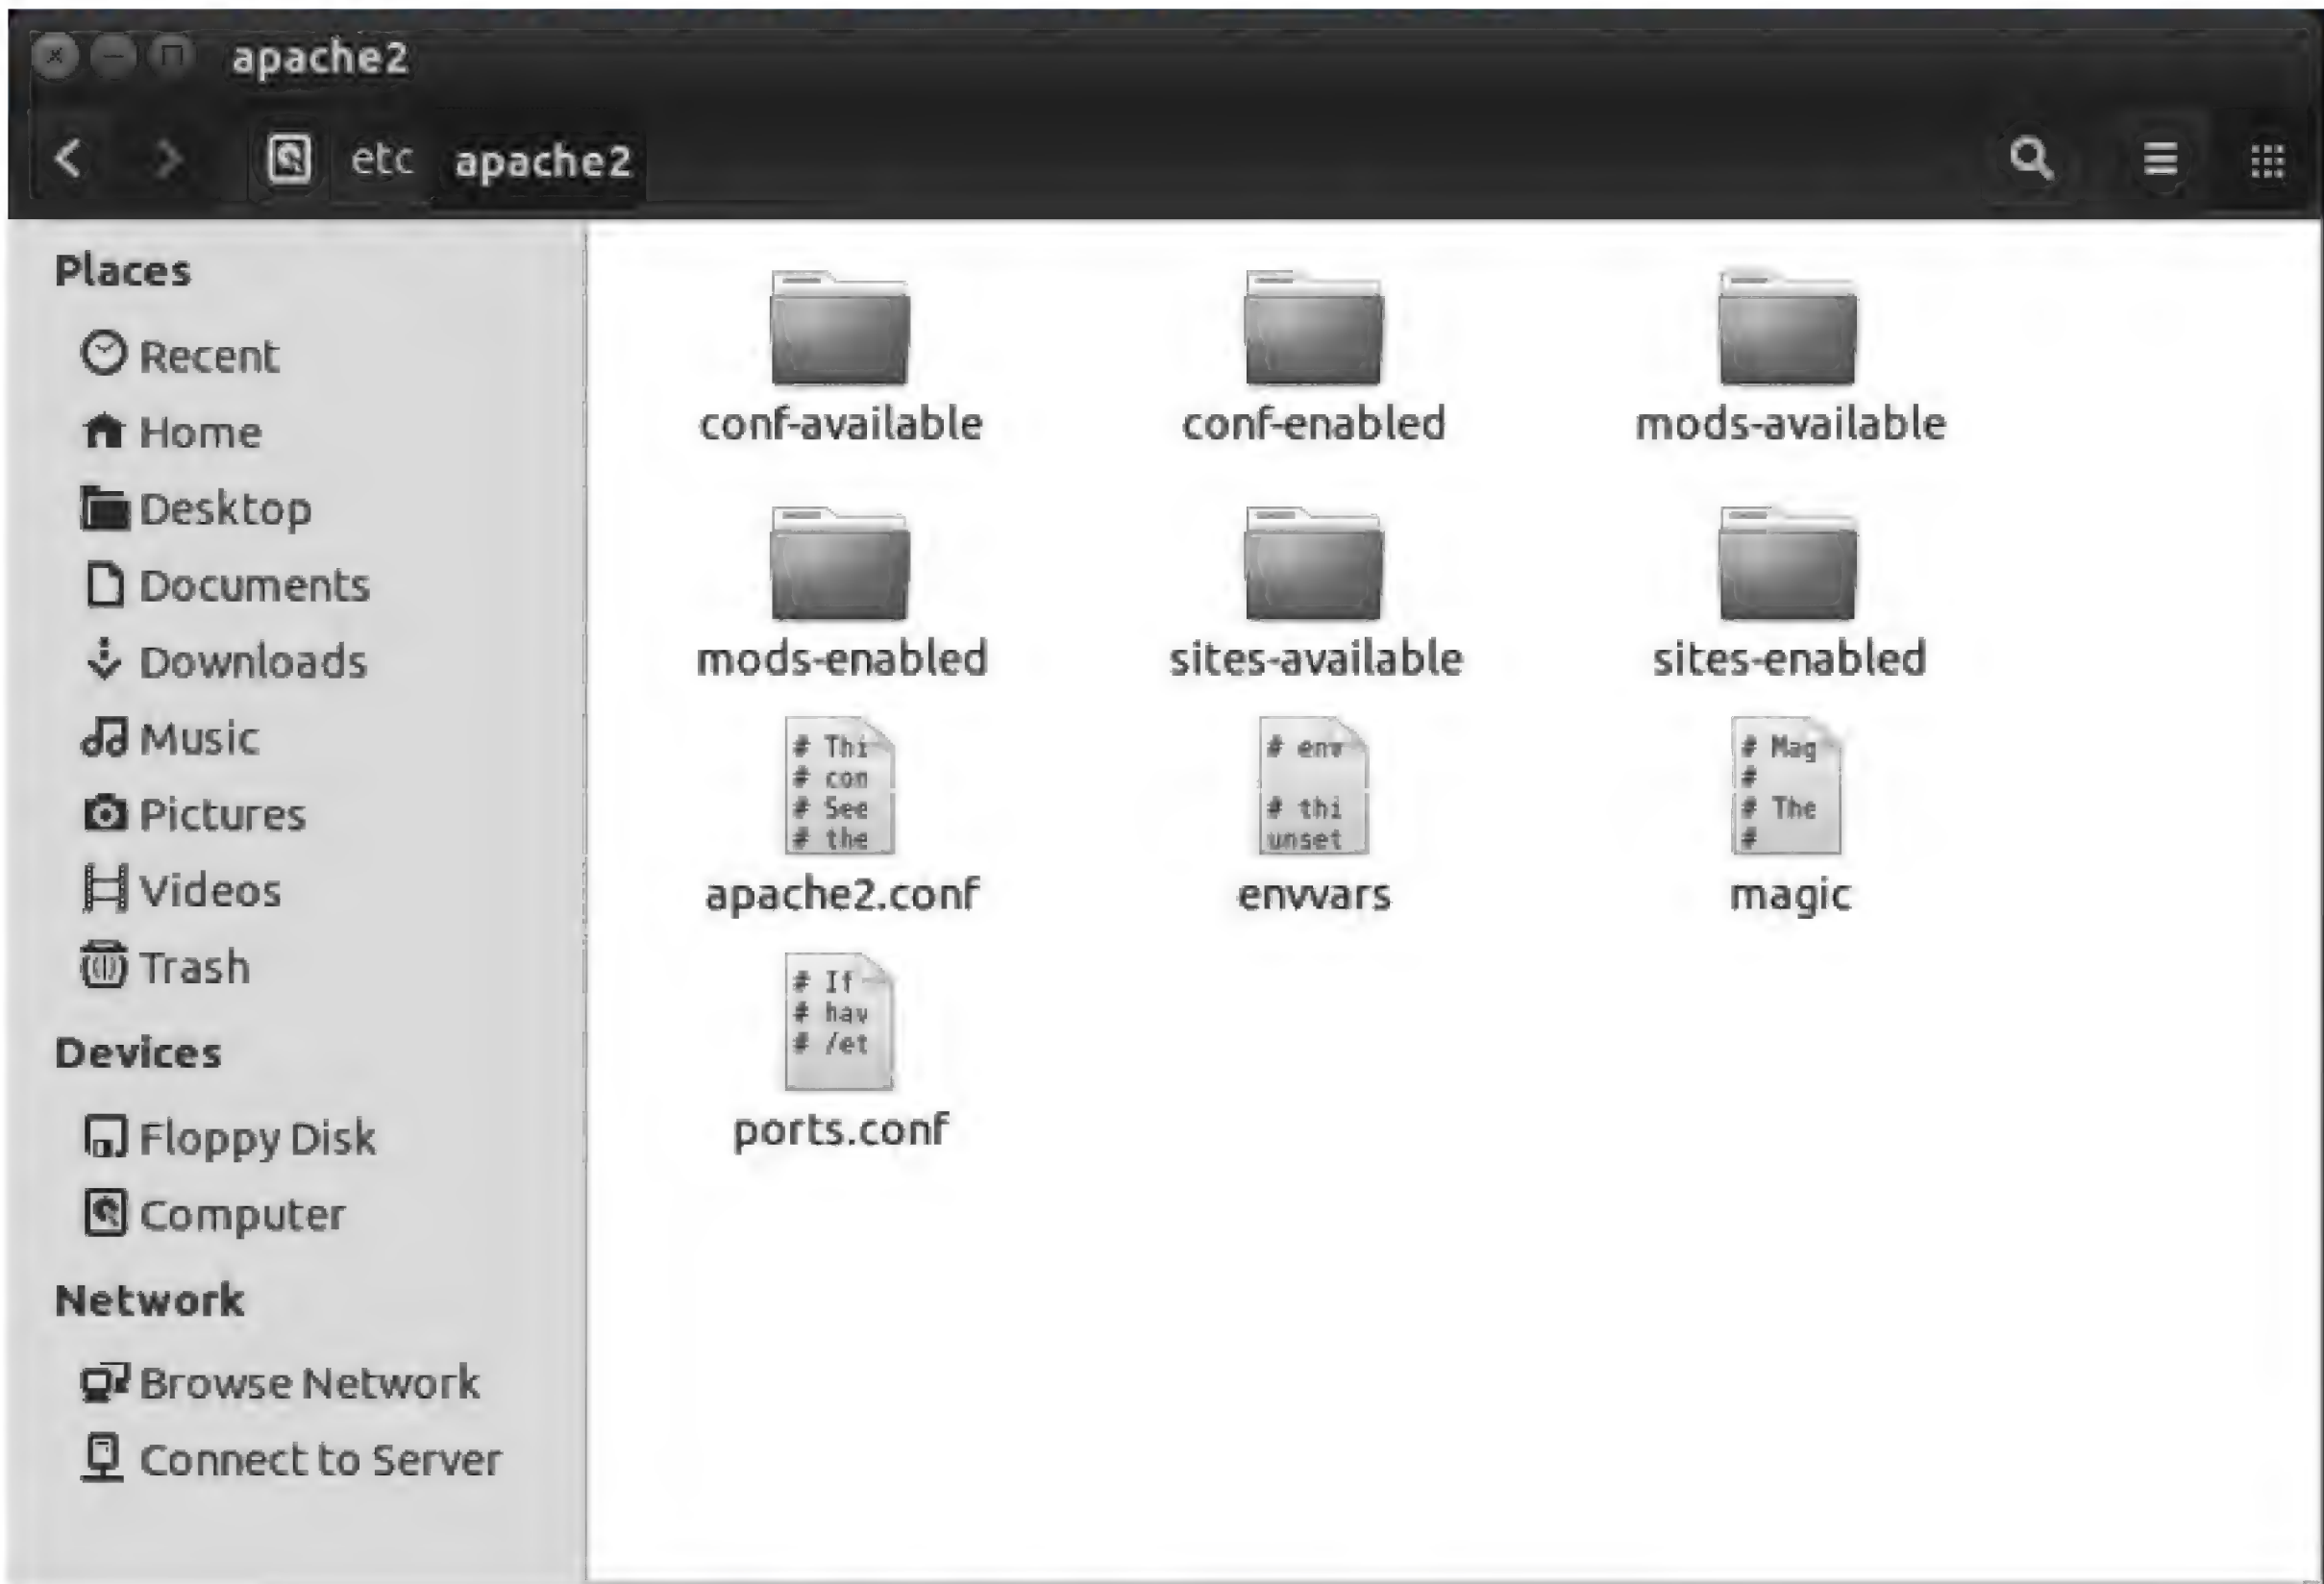 apache2
etc apache2
Places
Recent
Home
Desktop
Documents
Downloads
Music
Pictures
Videos
Trash
Devices
Floppy Disk
Computer
Network
Browse Network
Connect to Server
conf-available conf-enabled mods-available
mods-enabled sites-available sites-enabled
# Thi
# con
# See
# the
apache2.conf
# env
# thi
unset
envvars
# Mag
#
# The
#
magic
# If
# hav
# /et
ports.conf